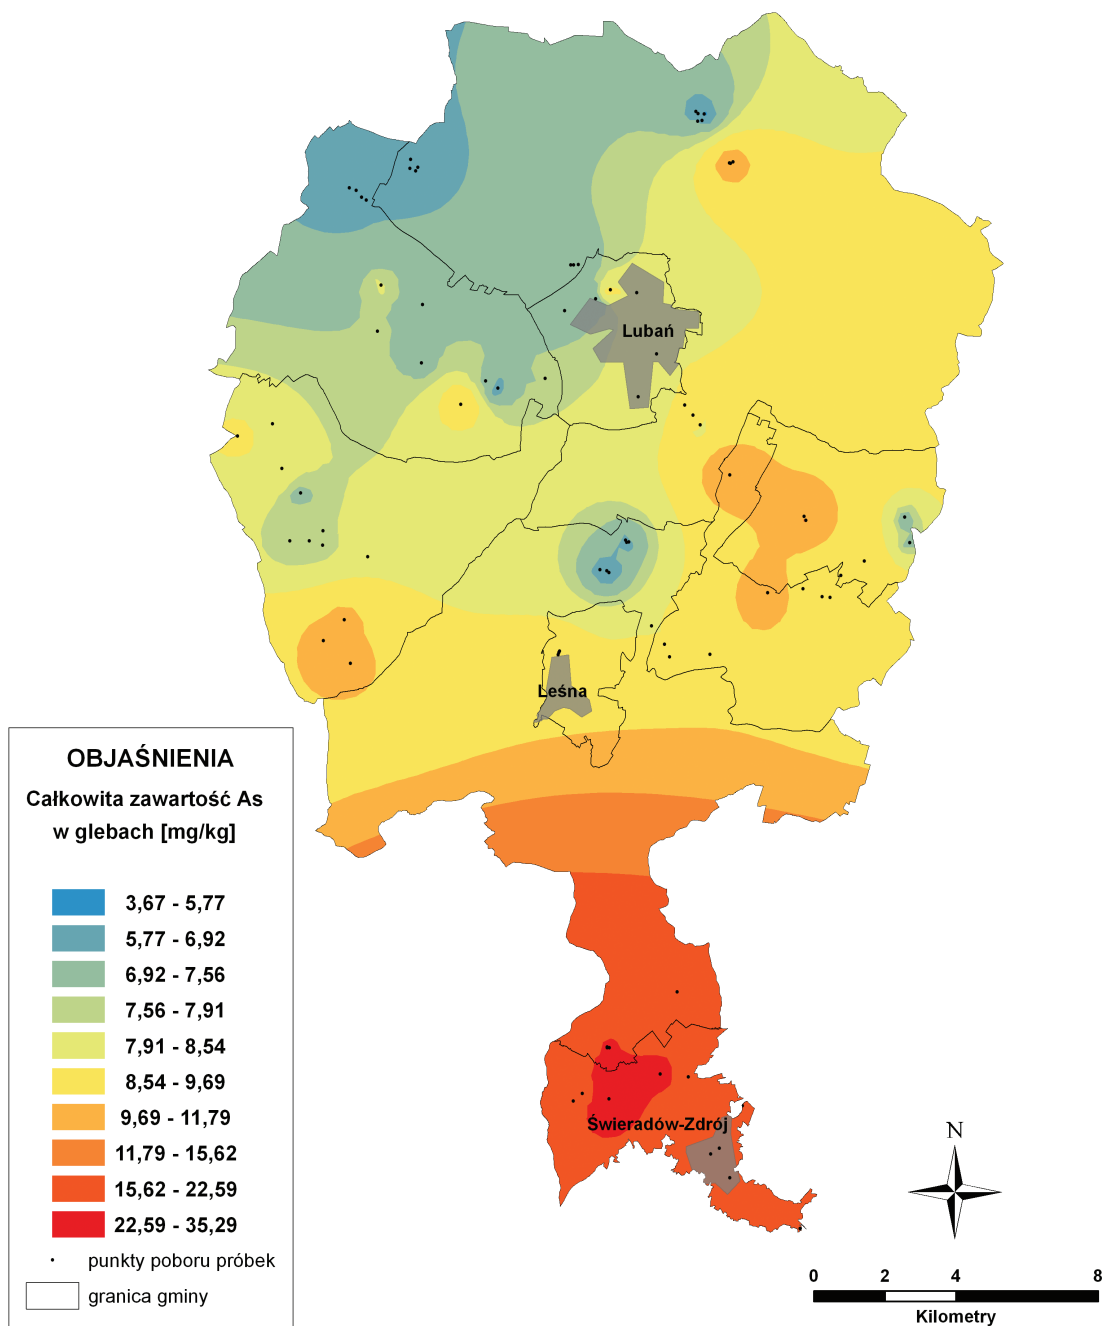 Lubań
Leśna
OBJAŚNIENIA
Całkowita zawartość As
w glebach [mg/kg]
3,67 - 5,77
5,77 - 6,92
6,92 - 7,56
7,56 - 7,91
7,91 - 8,54
8,54 - 9,69
9,69 - 11,79
11,79 - 15,62
15,62 - 22,59
22,59 - 35,29
punkty poboru próbek
granica gminy
Świeradów-Zdrój
N
0 2 4 8
Kilometry